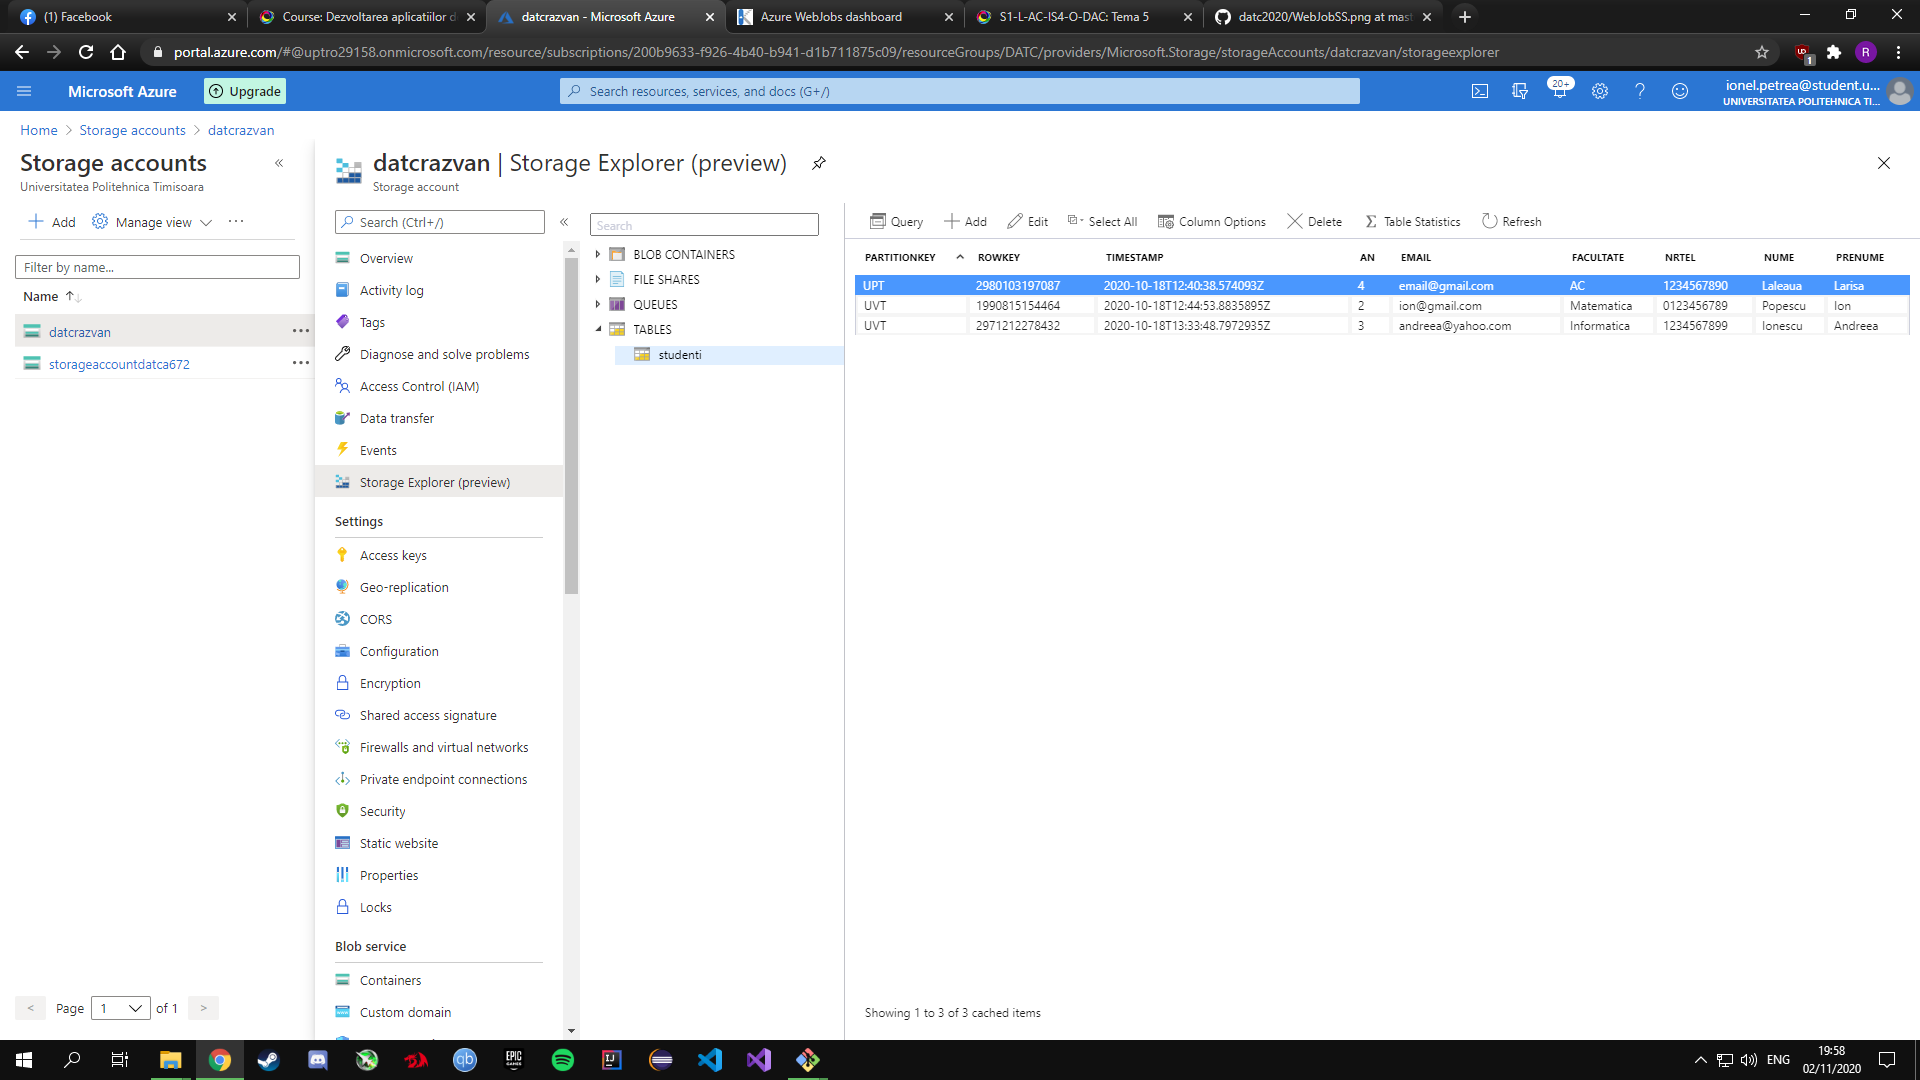 (1) Facebook
Course: Dezvoltarea aplicatiilor d
datcrazvan - Microsoft Azure
Azure WebJobs dashboard
S1-L-AC-IS4-O-DAC: Tema 5
datc2020/WebJobSS.png at mast
portal.azure.com/#@uptro29158.onmicrosoft.com/resource/subscriptions/200b9633-f926-4b40-b941-d1b711875c09/resourceGroups/DATC/providers/Microsoft.Storage/storageAccounts/datcrazvan/storageexplorer
1
R
Microsoft Azure
Upgrade
Search resources, services, and docs (G+/)
20+
ionel.petrea@student.u...
UNIVERSITATEA POLITEHNICA TI...
Home > Storage accounts > datcrazvan
Storage accounts
Universitatea Politehnica Timisoara
Add
Manage view
Filter by name...
Name
datcrazvan
storageaccountdatca672
< Page 1 of 1 >
datcrazvan | Storage Explorer (preview)
Storage account
Search (Ctrl+/)
Overview
Activity log
Tags
Diagnose and solve problems
Access Control (IAM)
Data transfer
Events
Storage Explorer (preview)
Settings
Access keys
Geo-replication
CORS
Configuration
Encryption
Shared access signature
Firewalls and virtual networks
Private endpoint connections
Security
Static website
Properties
Locks
Blob service
Containers
Custom domain
Search
BLOB CONTAINERS
FILE SHARES
QUEUES
TABLES
studenti
Query Add Edit Select All Column Options Delete Table Statistics Refresh
PARTITIONKEY ROWKEY TIMESTAMP AN EMAIL FACULTATE NRTEL NUME PRENUME
UPT 2980103197087 2020-10-18T12:40:38.574093Z 4 email@gmail.com AC 1234567890 Laleaua Larisa
UVT 1990815154464 2020-10-18T12:44:53.8835895Z 2 ion@gmail.com Matematica 0123456789 Popescu Ion
UVT 2971212278432 2020-10-18T13:33:48.7972935Z 3 andreea@yahoo.com Informatica 1234567899 Ionescu Andreea
Showing 1 to 3 of 3 cached items
qb
EPIC GAMES
IJ
ENG
19:58
02/11/2020